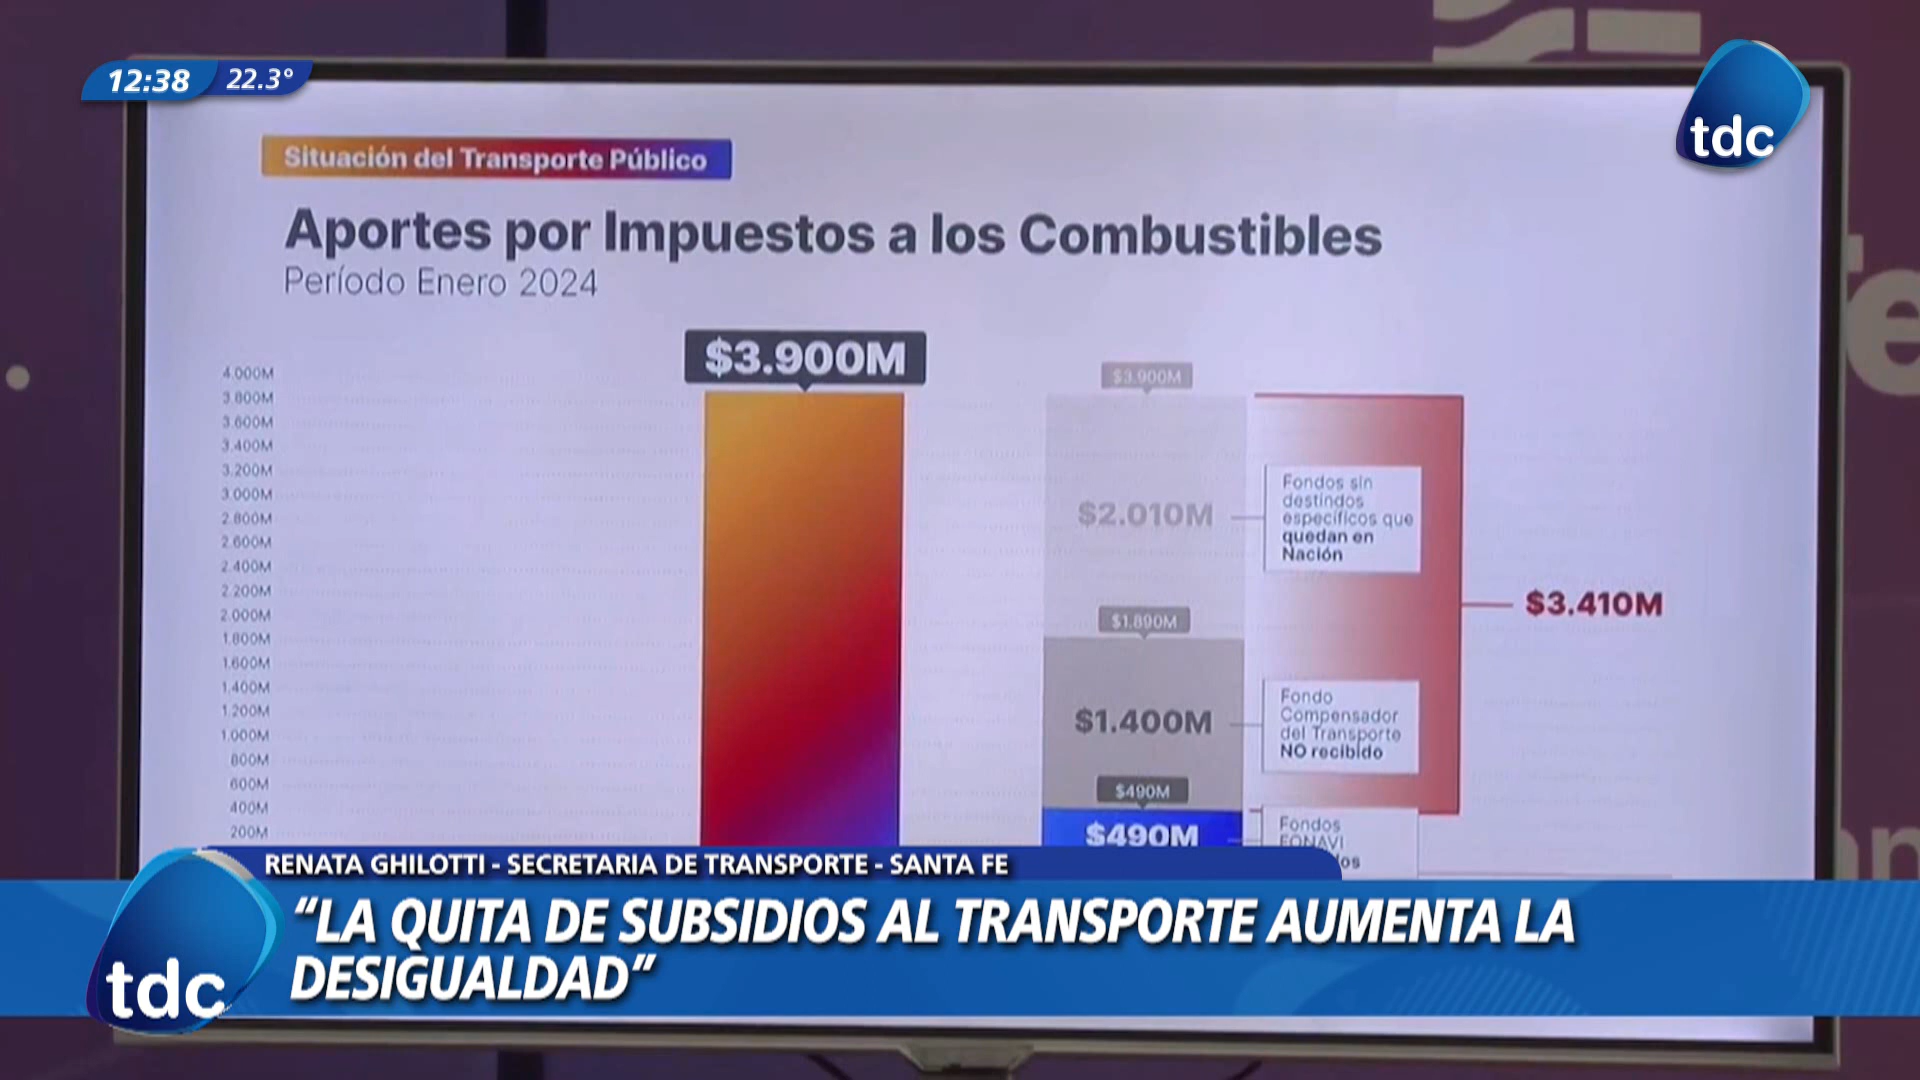 12:38 22.3°
tdc
Situación del Transporte Público
Aportes por Impuestos a los Combustibles
Período Enero 2024
$3.900M
4.000M
3.800M
3.600M
3.400M
3.200M
3.000M
2.800M
2.600M
2.400M
2.200M
2.000M
1.800M
1.600M
1.400M
1.200M
1.000M
800M
600M
400M
200M
$3.900M
$2.010M
Fondos sin
destindos
específicos que
quedan en
Nación
$3.410M
$1.890M
$1.400M
Fondo
Compensador
del Transporte
NO recibido
$490M
$490M
Fondos
FONAVI
RENATA GHILOTTI - SECRETARIA DE TRANSPORTE - SANTA FE
“LA QUITA DE SUBSIDIOS AL TRANSPORTE AUMENTA LA
DESIGUALDAD”
tdc